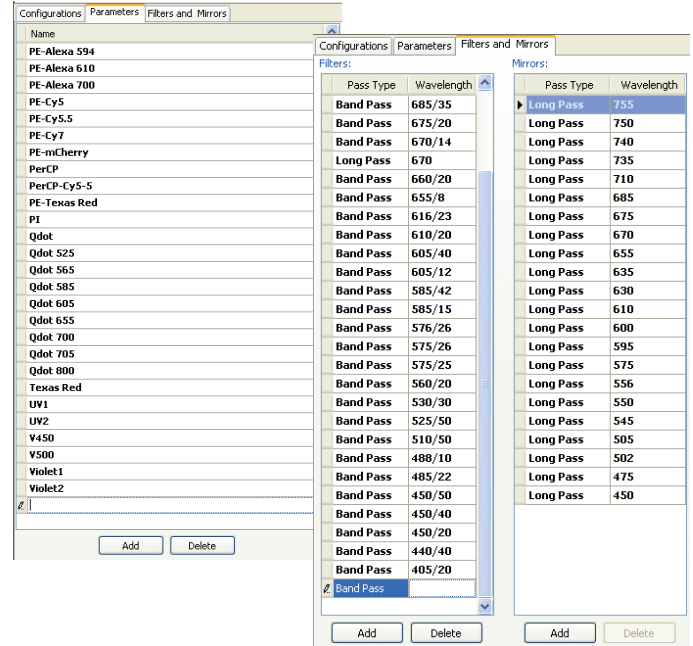 Configurations Parameters Filters and Mirrors
Name
PE-Alexa 594
PE-Alexa 610
PE-Alexa 700
PE-Cy5
PE-Cy5.5
PE-Cy7
PE-mCherry
PerCP
PerCP-Cy5-5
PE-Texas Red
PI
Qdot
Qdot 525
Qdot 565
Qdot 585
Qdot 605
Qdot 655
Qdot 700
Qdot 705
Qdot 800
Texas Red
UV1
UV2
V450
V500
Violet1
Violet2
Add Delete
Configurations Parameters Filters and Mirrors
Filters:
Pass Type Wavelength
Band Pass 685/35
Band Pass 675/20
Band Pass 670/14
Long Pass 670
Band Pass 660/20
Band Pass 655/8
Band Pass 616/23
Band Pass 610/20
Band Pass 605/40
Band Pass 605/12
Band Pass 585/42
Band Pass 585/15
Band Pass 576/26
Band Pass 575/26
Band Pass 575/25
Band Pass 560/20
Band Pass 530/30
Band Pass 525/50
Band Pass 510/50
Band Pass 488/10
Band Pass 485/22
Band Pass 450/50
Band Pass 450/40
Band Pass 450/20
Band Pass 440/40
Band Pass 405/20
Band Pass
Add Delete
Mirrors:
Pass Type Wavelength
Long Pass 755
Long Pass 750
Long Pass 740
Long Pass 735
Long Pass 710
Long Pass 685
Long Pass 675
Long Pass 670
Long Pass 655
Long Pass 635
Long Pass 630
Long Pass 610
Long Pass 600
Long Pass 595
Long Pass 575
Long Pass 556
Long Pass 550
Long Pass 545
Long Pass 505
Long Pass 502
Long Pass 475
Long Pass 450
Add Delete